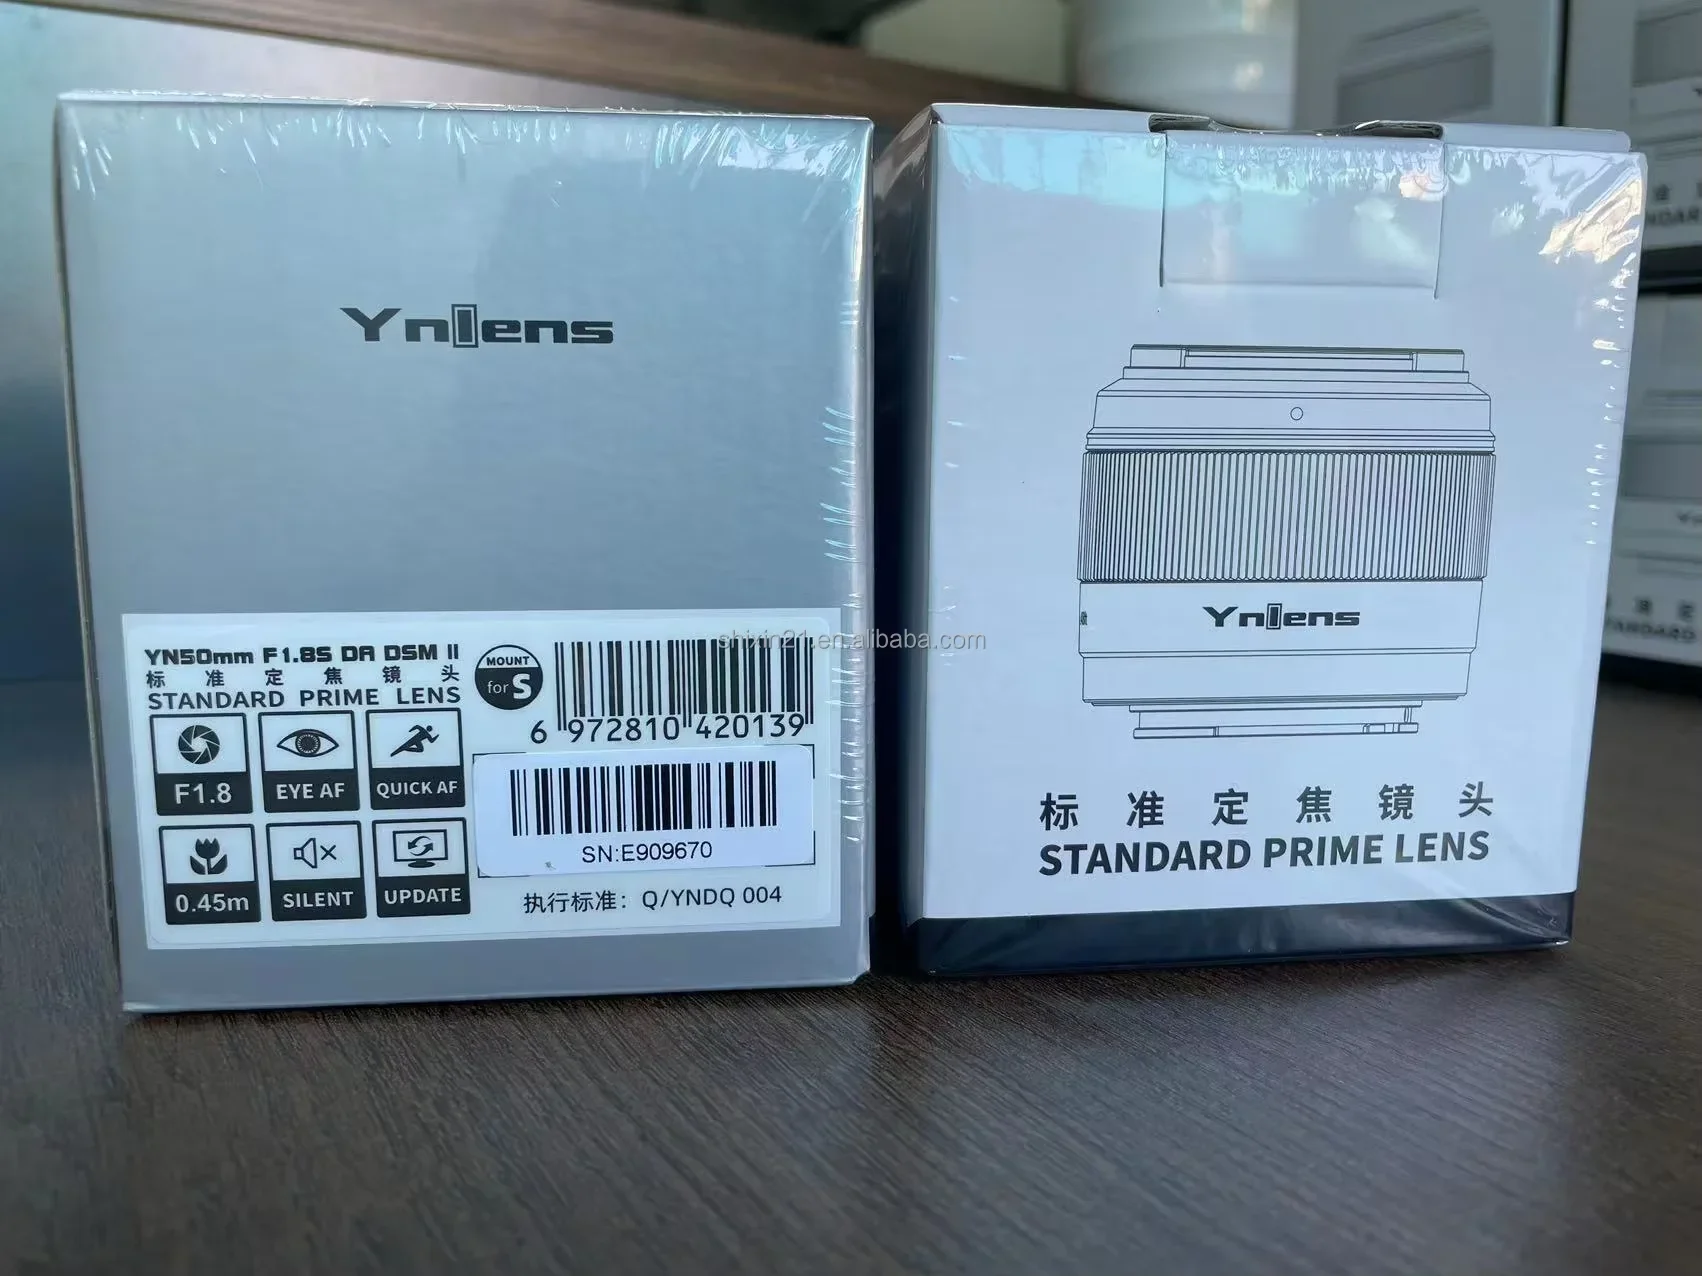 Ynlens
YN50mm F1.8S DA DSM II
标准定焦镜头
STANDARD PRIME LENS
MOUNT
for S
6 972810 420139
F1.8
EYE AF
QUICK AF
0.45m
SILENT
UPDATE
SN:E909670
执行标准：Q/YNDQ 004
shixin21.en.alibaba.com
Ynlens
标准定焦镜头
STANDARD PRIME LENS